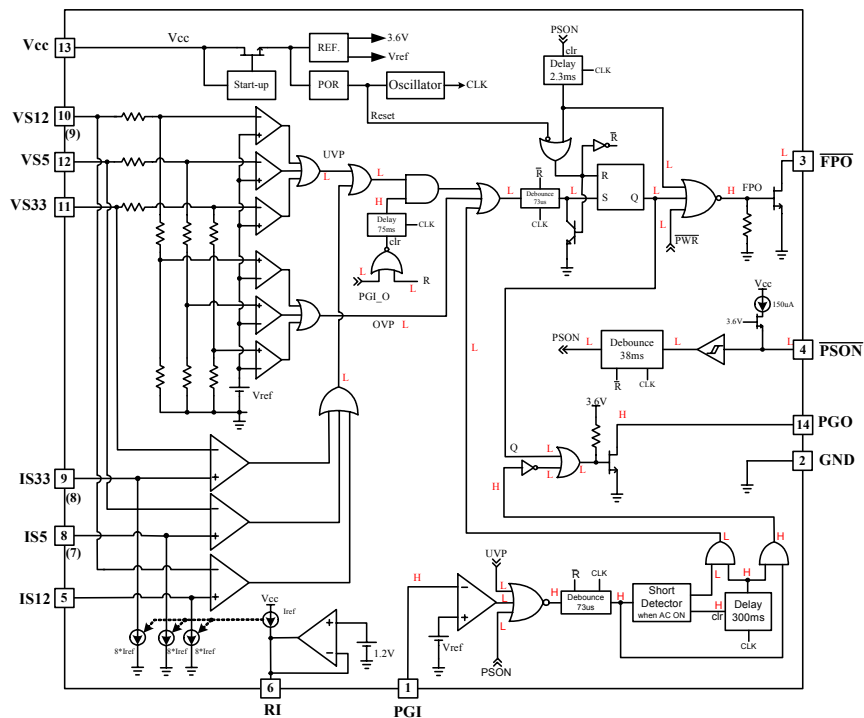 Vcc 13 Vcc
REF.
3.6V
Vref
Start-up
POR
Oscillator
CLK
Reset
PSON
clr
Delay
2.3ms
CLK
VS12 10
(9)
VS5 12
VS33 11
UVP
L
L
H
Delay
75ms
CLK
clr
L
PGI_O
L
R
OVP L
L
L
L
R
Debounce
73us
CLK
L
R
R
S
Q
L
L
L
PWR
H
FPO
L
3 FPO
Vcc
150uA
3.6V
PSON
L
Debounce
38ms
R
CLK
L
L
4 PSON
Vref
L
L
3.6V
H
14 PGO
Q
L
L
L
H
2 GND
IS33 9
(8)
IS5 8
(7)
IS12 5
Vcc
Iref
8*Iref
8*Iref
8*Iref
1.2V
6
RI
H
Vref
UVP
L
L
L
PSON
H
R
CLK
Debounce
73us
H
Short
Detector
when AC ON
L
L
H
H
H
clr
Delay
300ms
CLK
1
PGI